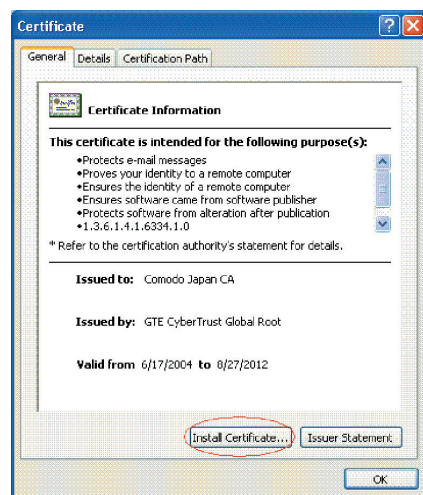 Certificate
General Details Certification Path
Certificate Information
This certificate is intended for the following purpose(s):
•Protects e-mail messages
•Proves your identity to a remote computer
•Ensures the identity of a remote computer
•Ensures software came from software publisher
•Protects software from alteration after publication
•1.3.6.1.4.1.6334.1.0
* Refer to the certification authority's statement for details.
Issued to: Comodo Japan CA
Issued by: GTE CyberTrust Global Root
Valid from 6/17/2004 to 8/27/2012
Install Certificate... Issuer Statement
OK